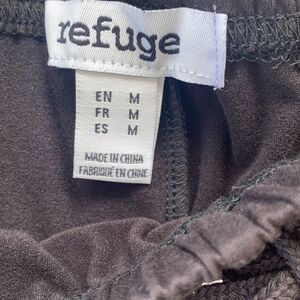 refuge
EN M
FR M
ES M
MADE IN CHINA
FABRIQUÉ EN CHINE